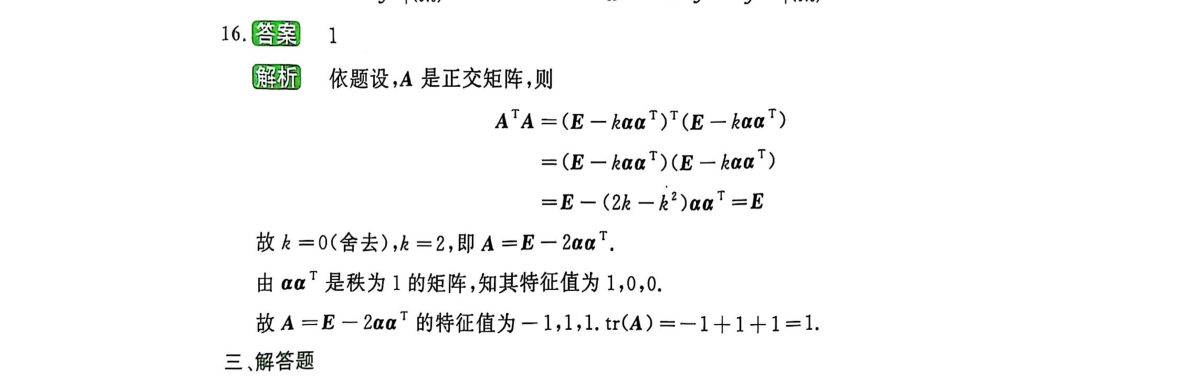 16. 答案 1
解析 依题设,A 是正交矩阵,则
AᵀA = (E − kααᵀ)ᵀ(E − kααᵀ)
= (E − kααᵀ)(E − kααᵀ)
= E − (2k − k²)ααᵀ = E
故 k = 0(舍去), k = 2,即 A = E − 2ααᵀ.
由 ααᵀ 是秩为 1 的矩阵,知其特征值为 1,0,0.
故 A = E − 2ααᵀ 的特征值为 −1,1,1. tr(A) = −1+1+1=1.
三、解答题